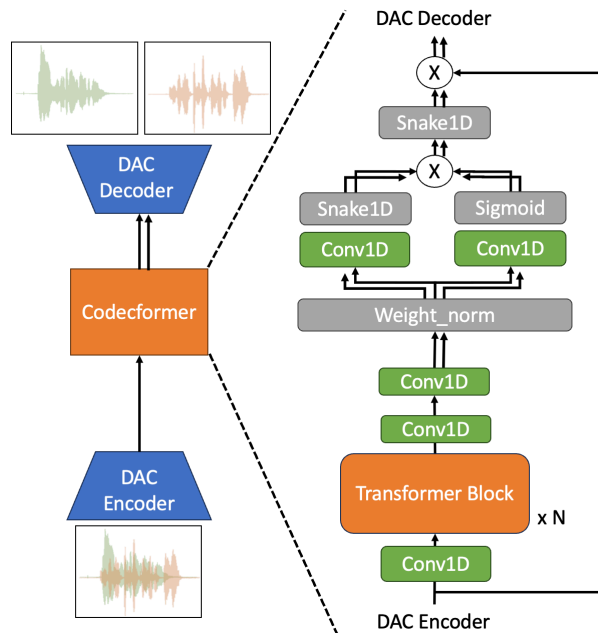 DAC
Decoder
Codecformer
DAC
Encoder
DAC Decoder
X
Snake1D
X
Snake1D
Sigmoid
Conv1D
Conv1D
Weight_norm
Conv1D
Conv1D
Transformer Block
x N
Conv1D
DAC Encoder